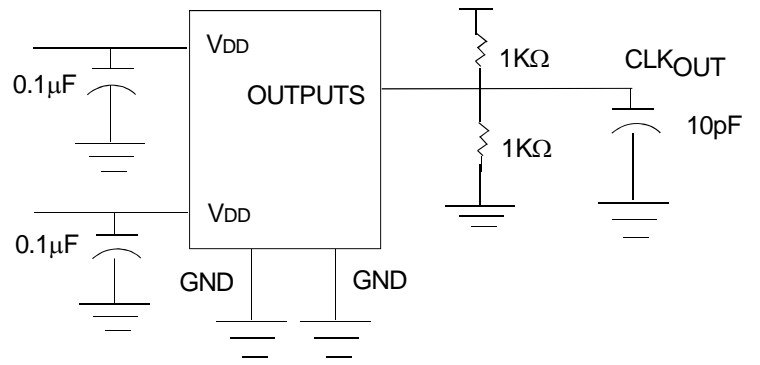 VDD
0.1μF
OUTPUTS
1KΩ
CLKOUT
10pF
1KΩ
VDD
0.1μF
GND
GND